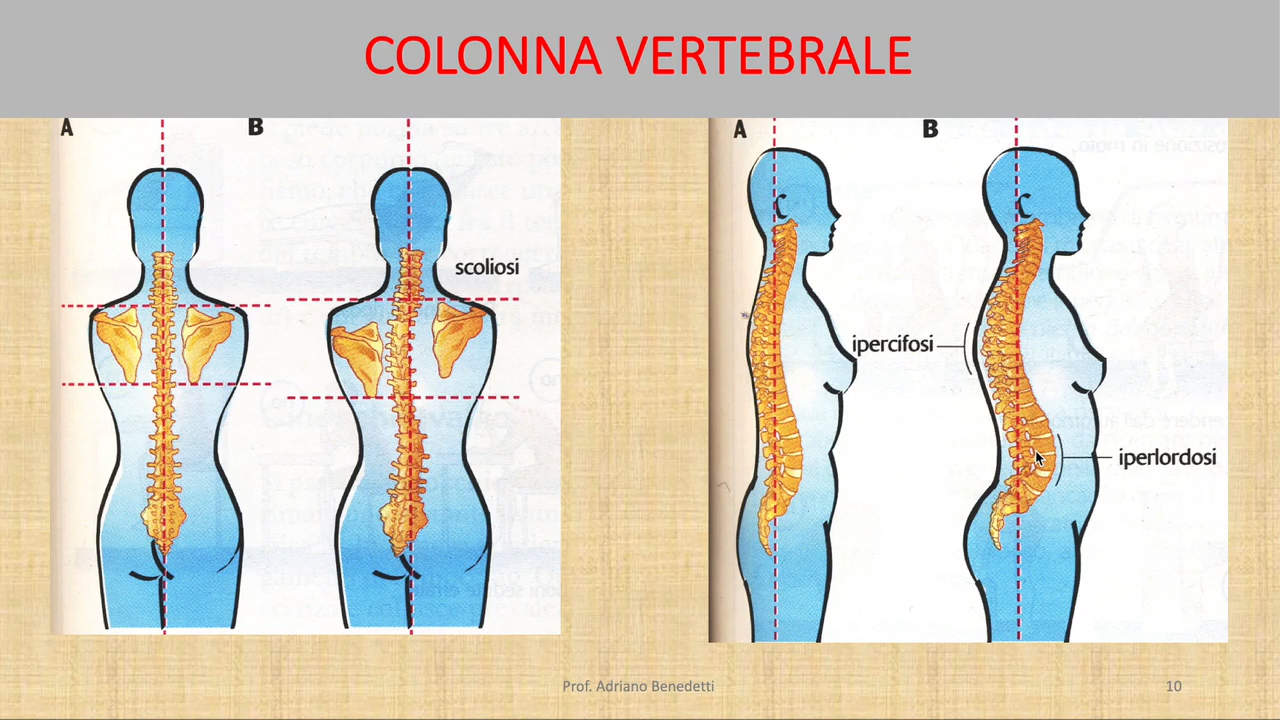 COLONNA VERTEBRALE
A
B
scoliosi
A
B
ipercifosi
iperlordosi
Prof. Adriano Benedetti
10